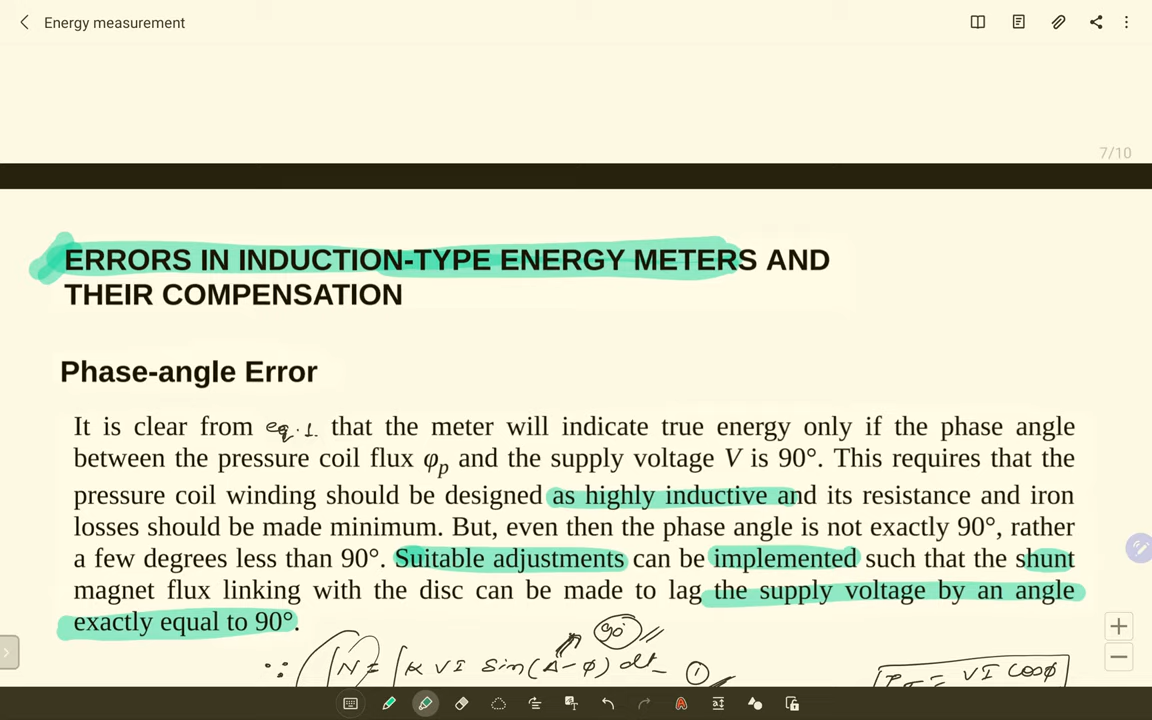 Energy measurement
7/10
ERRORS IN INDUCTION-TYPE ENERGY METERS AND
THEIR COMPENSATION
Phase-angle Error
It is clear from eq. 1. that the meter will indicate true energy only if the phase angle
between the pressure coil flux φp and the supply voltage V is 90°. This requires that the
pressure coil winding should be designed as highly inductive and its resistance and iron
losses should be made minimum. But, even then the phase angle is not exactly 90°, rather
a few degrees less than 90°. Suitable adjustments can be implemented such that the shunt
magnet flux linking with the disc can be made to lag the supply voltage by an angle
exactly equal to 90°.
90°
∵ N = ∫ K VI sin(Δ-φ) dt ①
= VI cosφ